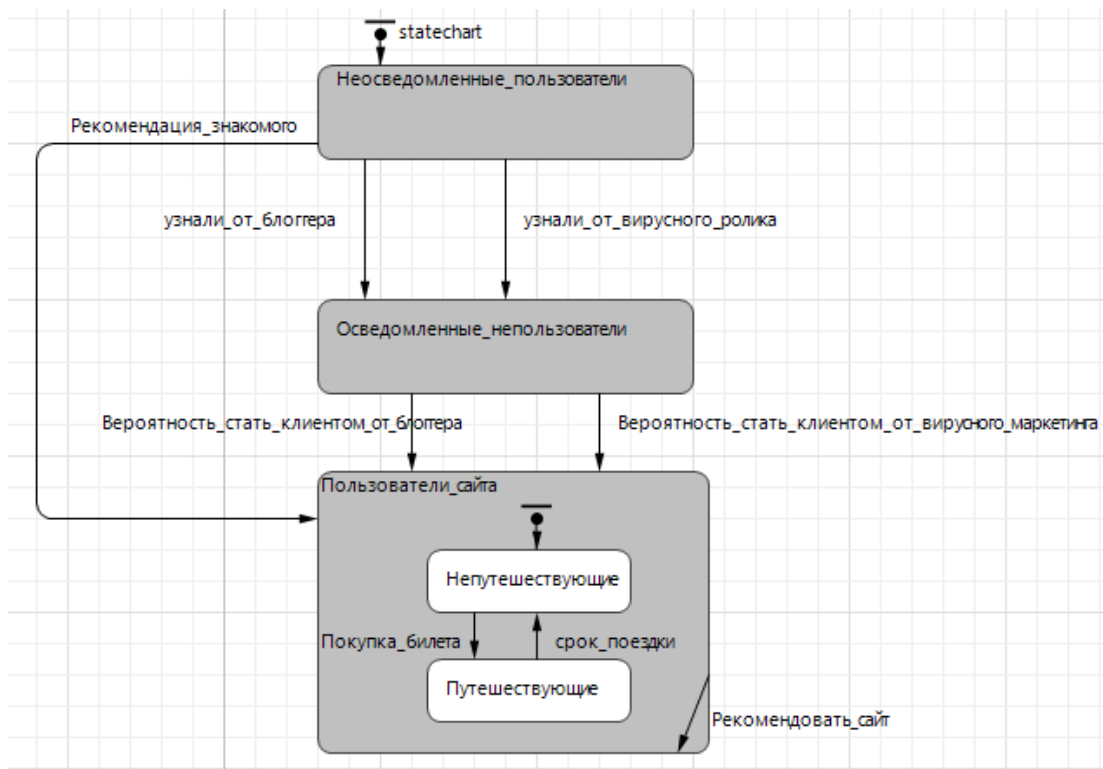 statechart
Неосведомленные_пользователи
Рекомендация_знакомого
узнали_от_блоггера
узнали_от_вирусного_ролика
Осведомленные_непользователи
Вероятность_стать_клиентом_от_блоггера
Вероятность_стать_клиентом_от_вирусного_маркетинга
Пользователи_сайта
Непутешествующие
Покупка_билета
срок_поездки
Путешествующие
Рекомендовать_сайт